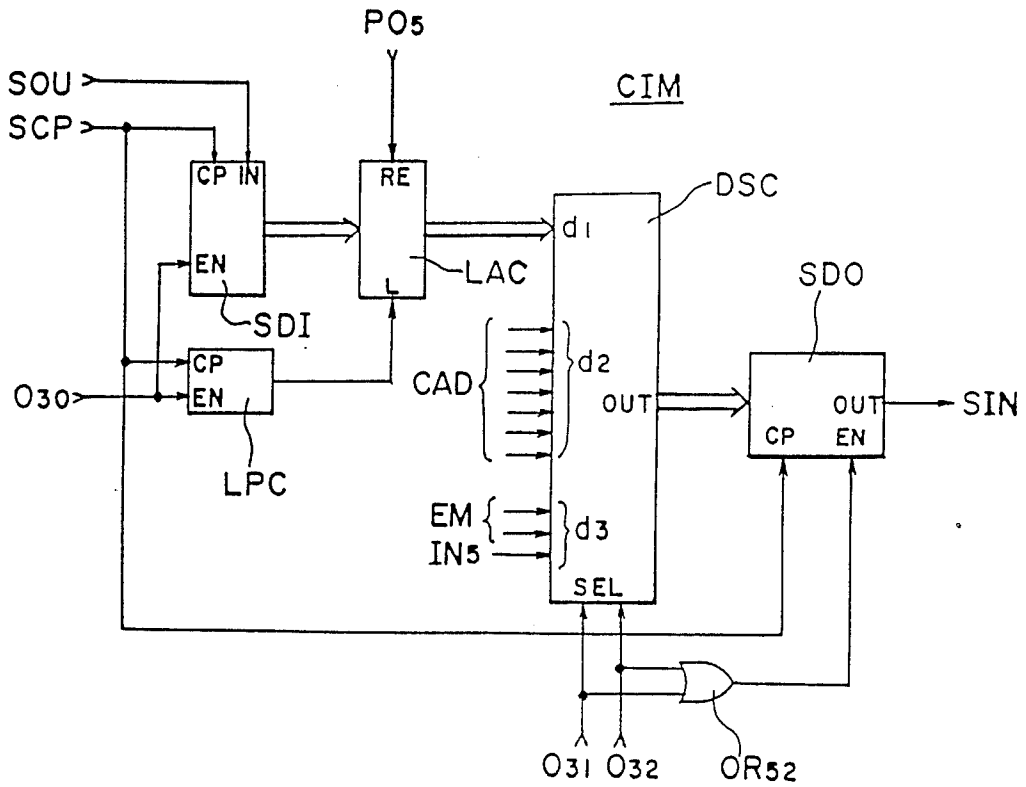 PO5
SOU
CIM
SCP
CP IN
RE
DSC
d1
EN
LAC
L
SDO
SDI
CP
d2
CAD
O30
EN
OUT
OUT
SIN
CP EN
LPC
EM
d3
IN5
SEL
O31 O32
OR52